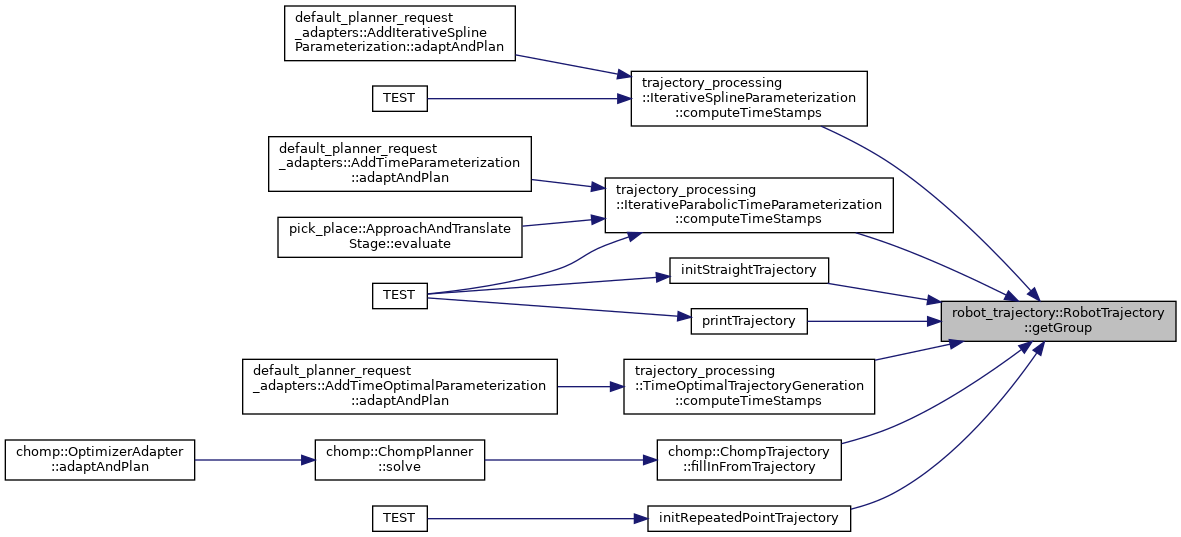 default_planner_request
_adapters::AddIterativeSpline
Parameterization::adaptAndPlan
trajectory_processing
::IterativeSplineParameterization
::computeTimeStamps
TEST
default_planner_request
_adapters::AddTimeParameterization
::adaptAndPlan
trajectory_processing
::IterativeParabolicTimeParameterization
::computeTimeStamps
pick_place::ApproachAndTranslate
Stage::evaluate
initStraightTrajectory
TEST
printTrajectory
robot_trajectory::RobotTrajectory
::getGroup
default_planner_request
_adapters::AddTimeOptimalParameterization
::adaptAndPlan
trajectory_processing
::TimeOptimalTrajectoryGeneration
::computeTimeStamps
chomp::OptimizerAdapter
::adaptAndPlan
chomp::ChompPlanner
::solve
chomp::ChompTrajectory
::fillInFromTrajectory
TEST
initRepeatedPointTrajectory